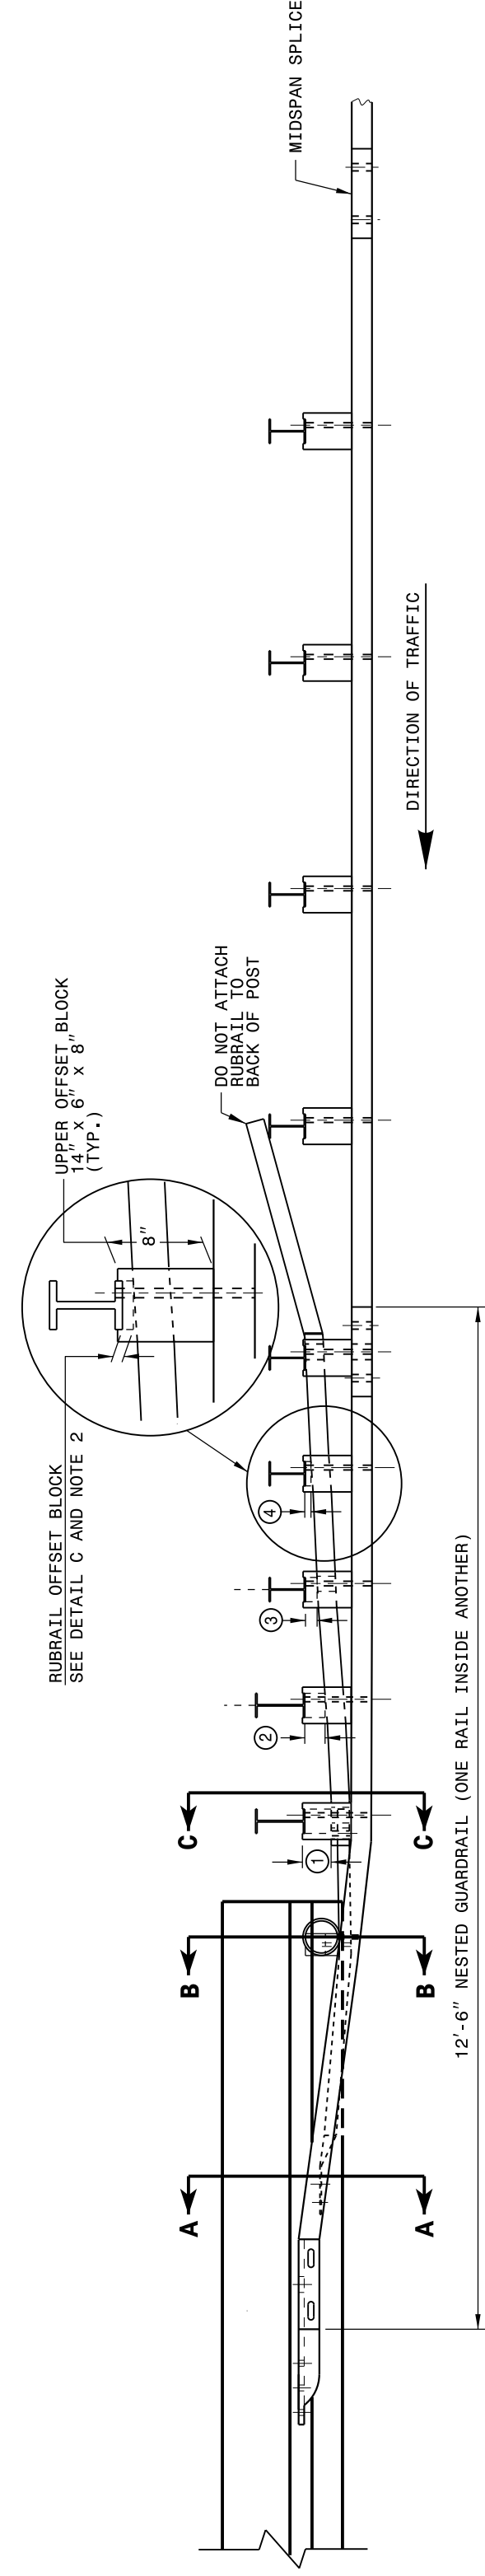 RUBRAIL OFFSET BLOCK
SEE DETAIL C AND NOTE 2
UPPER OFFSET BLOCK
14" x 6" x 8"
(TYP.)
8"
DO NOT ATTACH
RUBRAIL TO
BACK OF POST
MIDSPAN SPLICE
A
B
C
1
2
3
4
DIRECTION OF TRAFFIC
A
B
C
12'-6" NESTED GUARDRAIL (ONE RAIL INSIDE ANOTHER)